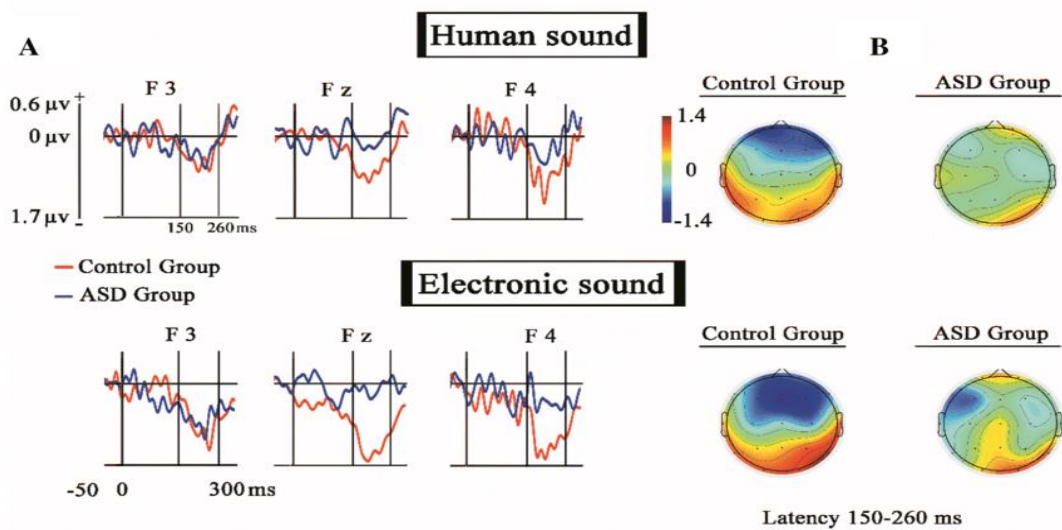 A
Human sound
B
F 3
F z
F 4
Control Group
ASD Group
0.6 μv +
0 μv
1.7 μv -
150 260 ms
1.4
0
-1.4
Control Group
ASD Group
Electronic sound
F 3
F z
F 4
Control Group
ASD Group
-50 0 300 ms
Latency 150-260 ms